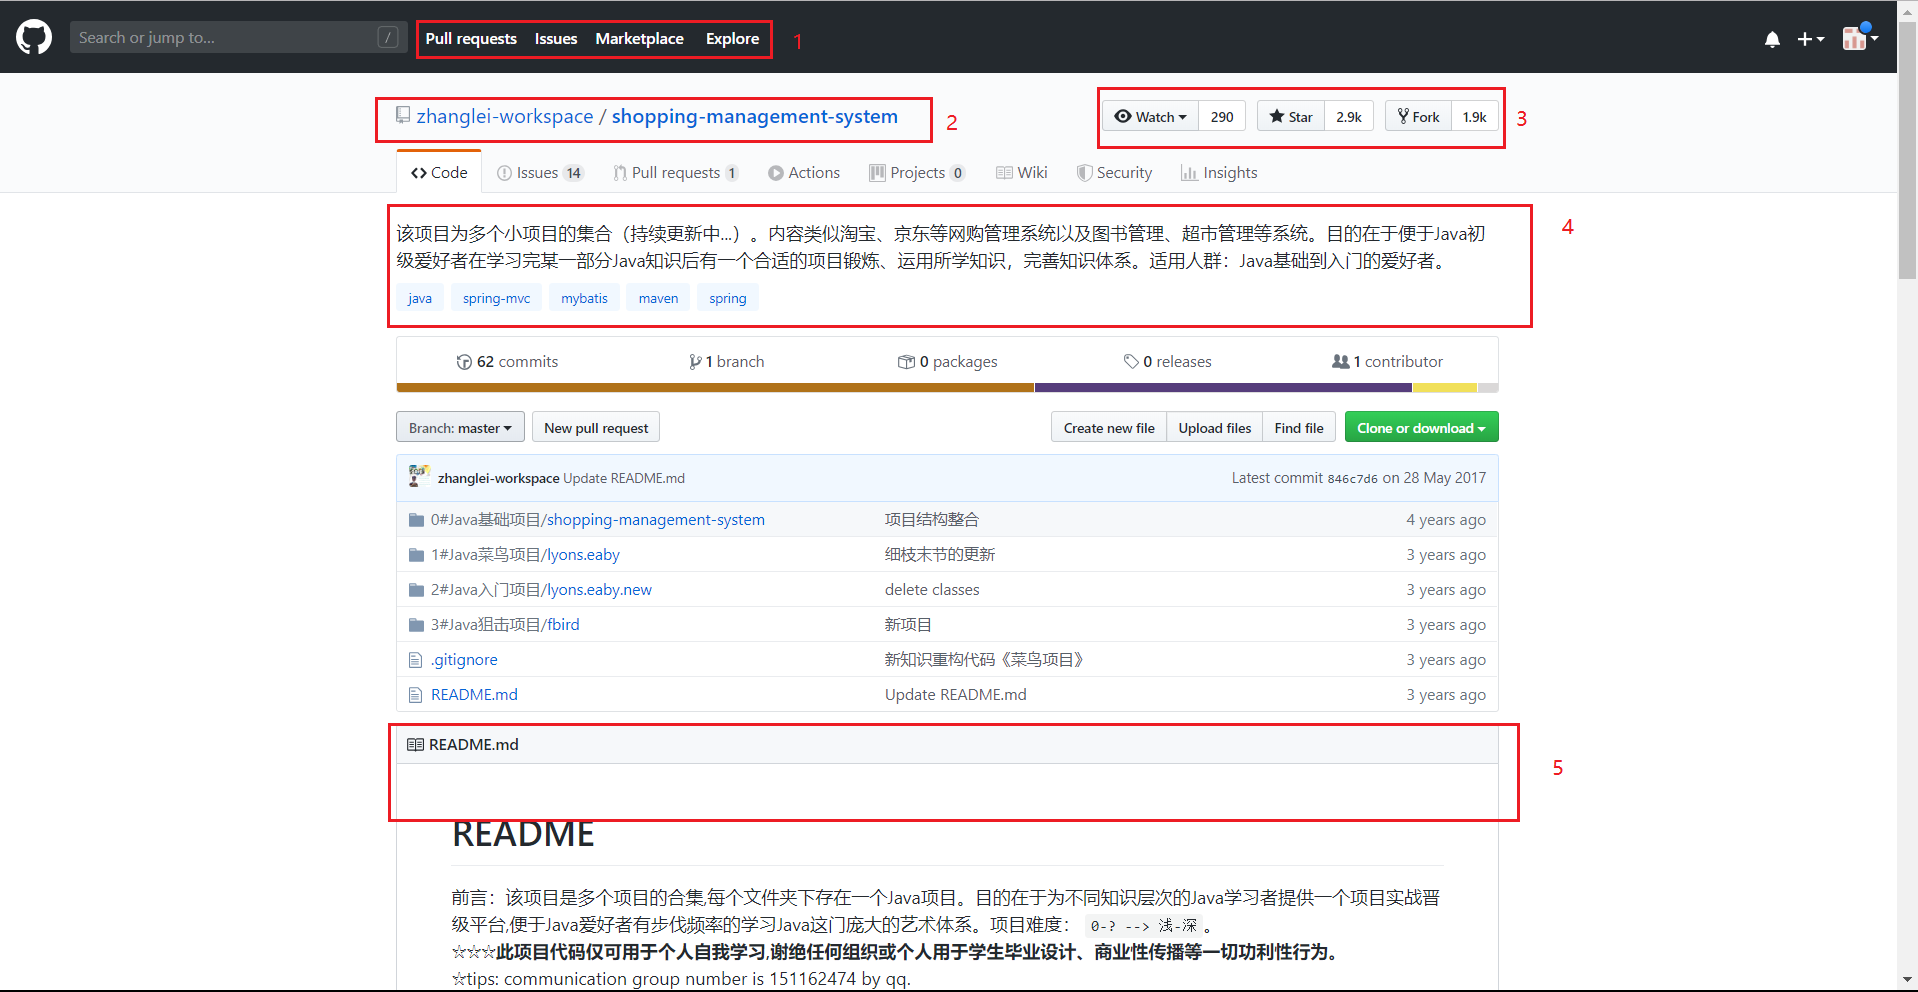 Search or jump to... /
Pull requests Issues Marketplace Explore 1
zhanglei-workspace / shopping-management-system 2
Watch 290 Star 2.9k Fork 1.9k 3
Code Issues 14 Pull requests 1 Actions Projects 0 Wiki Security Insights
该项目为多个小项目的集合（持续更新中...）。内容类似淘宝、京东等网购管理系统以及图书管理、超市管理等系统。目的在于便于Java初 4
级爱好者在学习完某一部分Java知识后有一个合适的项目锻炼、运用所学知识，完善知识体系。适用人群：Java基础到入门的爱好者。
java spring-mvc mybatis maven spring
62 commits 1 branch 0 packages 0 releases 1 contributor
Branch: master New pull request Create new file Upload files Find file Clone or download
zhanglei-workspace Update README.md Latest commit 846c7d6 on 28 May 2017
0#Java基础项目/shopping-management-system 项目结构整合 4 years ago
1#Java菜鸟项目/lyons.eaby 细枝末节的更新 3 years ago
2#Java入门项目/lyons.eaby.new delete classes 3 years ago
3#Java狙击项目/fbird 新项目 3 years ago
.gitignore 新知识重构代码《菜鸟项目》 3 years ago
README.md Update README.md 3 years ago
README.md
5
README
前言：该项目是多个项目的合集,每个文件夹下存在一个Java项目。目的在于为不同知识层次的Java学习者提供一个项目实战晋
级平台,便于Java爱好者有步伐频率的学习Java这门庞大的艺术体系。项目难度： 0-? --> 浅-深 。
☆☆☆此项目代码仅可用于个人自我学习,谢绝任何组织或个人用于学生毕业设计、商业性传播等一切功利性行为。
☆tips: communication group number is 151162474 by qq.